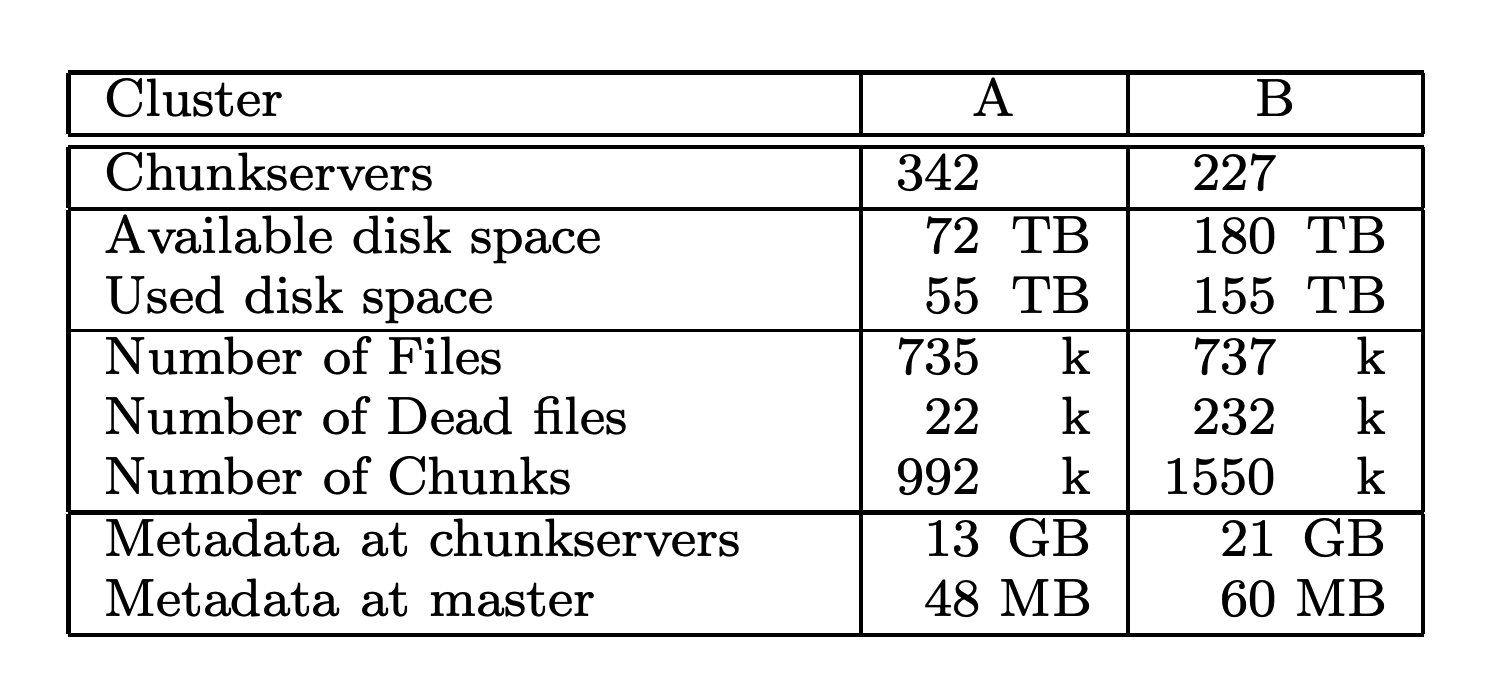 Cluster A B
Chunkservers 342 227
Available disk space 72 TB 180 TB
Used disk space 55 TB 155 TB
Number of Files 735 k 737 k
Number of Dead files 22 k 232 k
Number of Chunks 992 k 1550 k
Metadata at chunkservers 13 GB 21 GB
Metadata at master 48 MB 60 MB